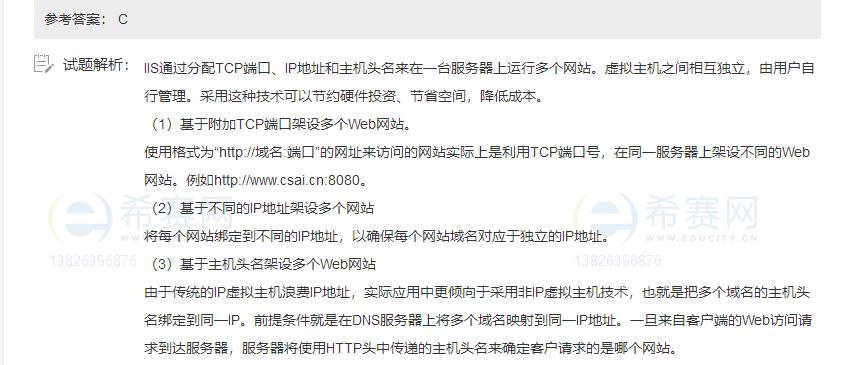 参考答案： C
试题解析：
IIS通过分配TCP端口、IP地址和主机头名来在一台服务器上运行多个网站。虚拟主机之间相互独立，由用户自
行管理。采用这种技术可以节约硬件投资、节省空间，降低成本。
（1）基于附加TCP端口架设多个Web网站。
使用格式为“http://域名:端口”的网址来访问的网站实际上是利用TCP端口号，在同一服务器上架设不同的Web
网站。例如http://www.csai.cn:8080。
（2）基于不同的IP地址架设多个网站
将每个网站绑定到不同的IP地址，以确保每个网站域名对应于独立的IP地址。
（3）基于主机头名架设多个Web网站
由于传统的IP虚拟主机浪费IP地址，实际应用中更倾向于采用非IP虚拟主机技术，也就是把多个域名的主机头
名绑定到同一IP。前提条件就是在DNS服务器上将多个域名映射到同一IP地址。一旦来自客户端的Web访问请
求到达服务器，服务器将使用HTTP头中传递的主机头名来确定客户请求的是哪个网站。
希赛网
WWW.EDUCITY.CN
13826356876
希赛网
WWW.EDUCITY.CN
13826356876